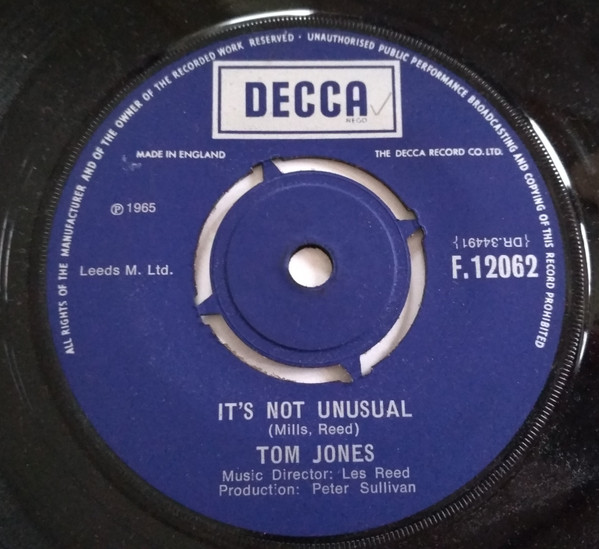 ALL RIGHTS OF THE MANUFACTURER AND OF THE OWNER OF THE RECORDED WORK RESERVED · UNAUTHORISED PUBLIC PERFORMANCE BROADCASTING AND COPYING OF THIS RECORD PROHIBITED
DECCA
REGD
MADE IN ENGLAND
THE DECCA RECORD CO. LTD.
℗ 1965
{DR.34491}
Leeds M. Ltd.
F.12062
IT'S NOT UNUSUAL
(Mills, Reed)
TOM JONES
Music Director: Les Reed
Production: Peter Sullivan